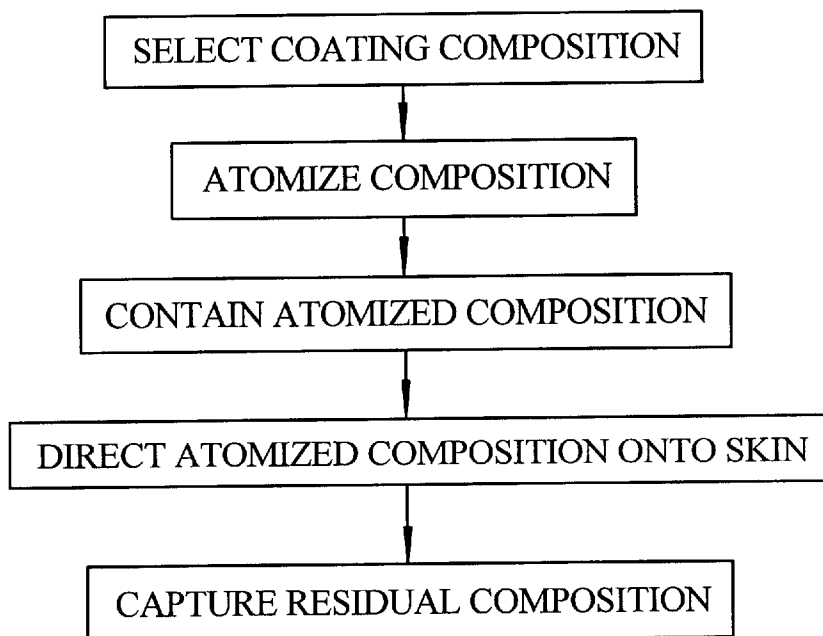 SELECT COATING COMPOSITION
ATOMIZE COMPOSITION
CONTAIN ATOMIZED COMPOSITION
DIRECT ATOMIZED COMPOSITION ONTO SKIN
CAPTURE RESIDUAL COMPOSITION